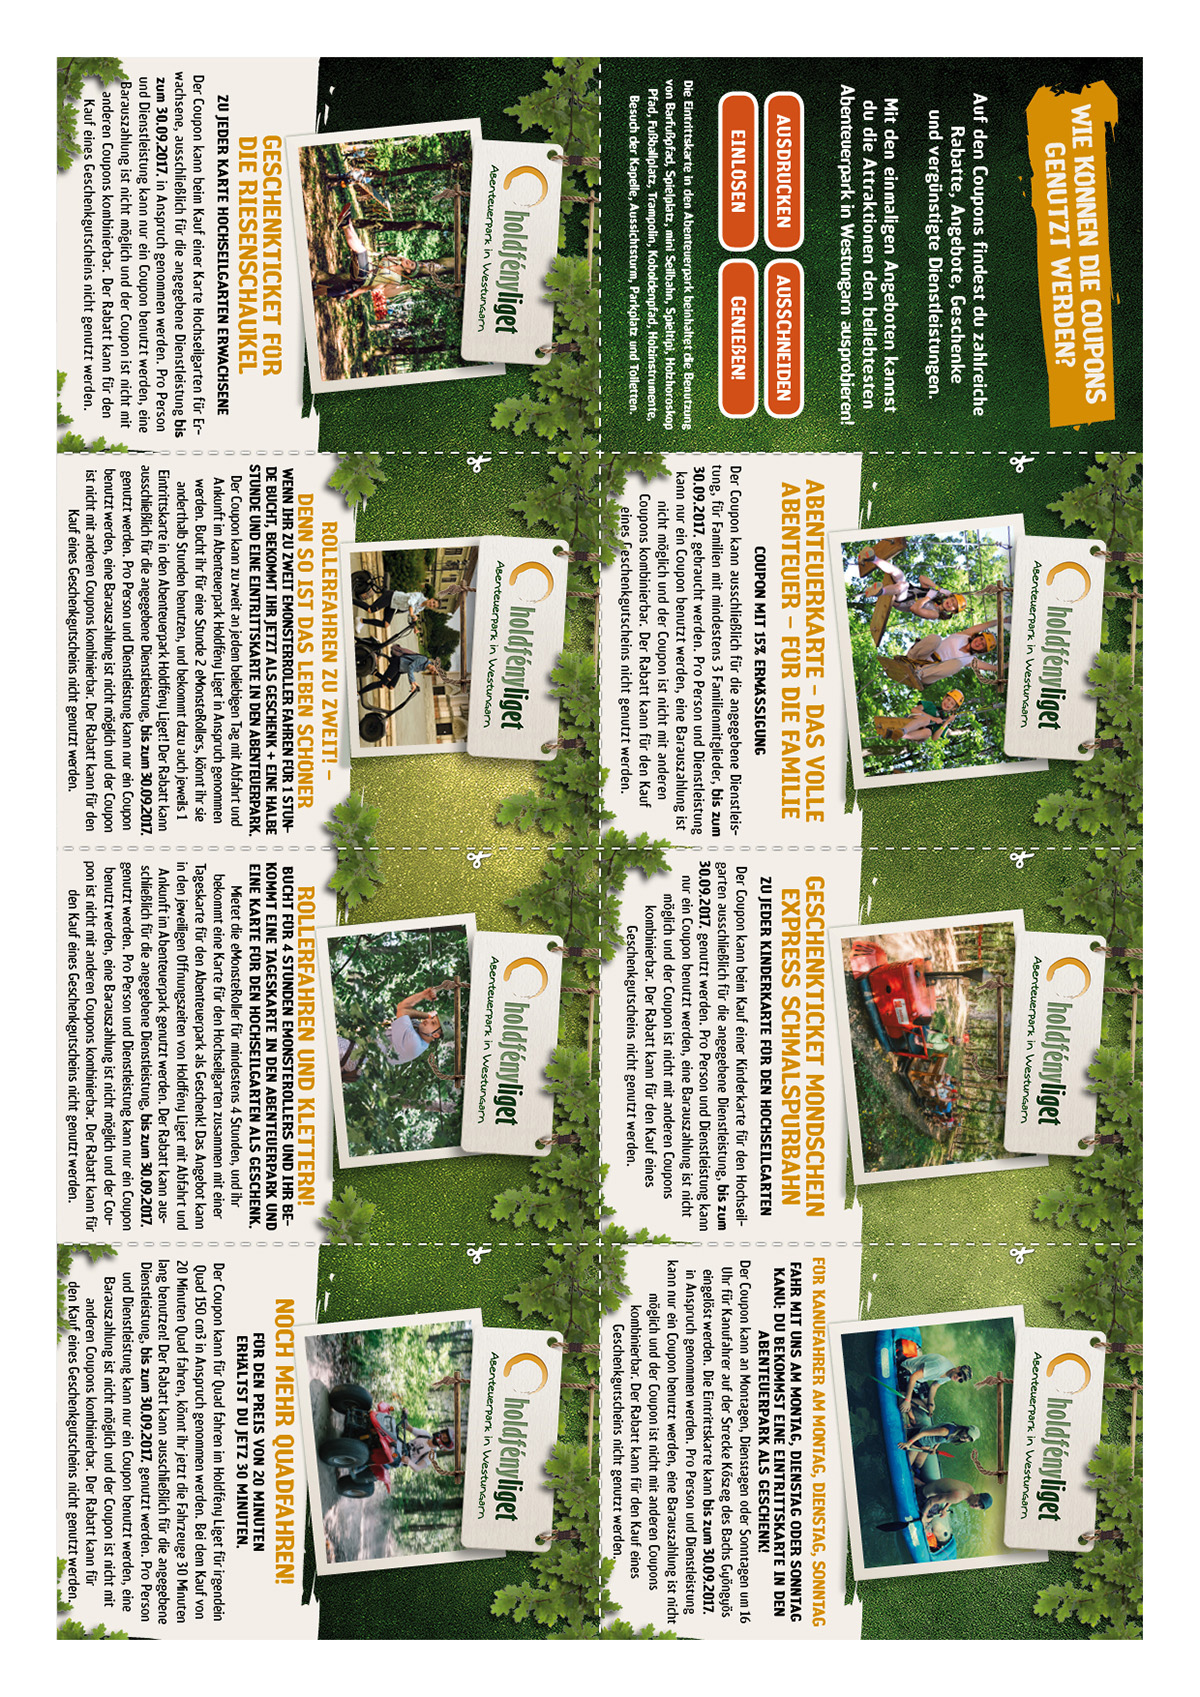 WIE KÖNNEN DIE COUPONS
GENUTZT WERDEN?
Auf den Coupons findest du zahlreiche
Rabatte, Angebote, Geschenke
und vergünstigte Dienstleistungen.
Mit den einmaligen Angeboten kannst
du die Attraktionen den beliebtesten
Abenteuerpark in Westungarn ausprobieren!
AUSDRUCKEN
AUSSCHNEIDEN
EINLÖSEN
GENIEßEN!
Die Eintrittskarte in den Abenteuerpark beinhaltet die Benutzung
von Barfußpfad, Spielplatz, mini Seilbahn, Spieltrip, Holzhoroskop
Pfad, Fußballplatz, Trampolin, Koboldenpfad, Holzinstrumente,
Besuch der Kapelle, Aussichtsturm, Parkplatz und Toiletten.
holdfényliget
Abenteuerpark in Westungarn
ABENTEUERKARTE – DAS VOLLE
ABENTEUER – FÜR DIE FAMILIE
COUPON MIT 15% ERMÄSSIGUNG
Der Coupon kann ausschließlich für die angegebene Dienstleis-
tung, für Familien mit mindestens 3 Familienmitglieder, bis zum
30.09.2017. gebraucht werden. Pro Person und Dienstleistung
kann nur ein Coupon benutzt werden, eine Barauszahlung ist
nicht möglich und der Coupon ist nicht mit anderen
Coupons kombinierbar. Der Rabatt kann für den Kauf
eines Geschenkgutscheins nicht genutzt werden.
holdfényliget
Abenteuerpark in Westungarn
GESCHENKTICKET MONDSCHEIN
EXPRESS SCHMALSPURBAHN
ZU JEDER KINDERKARTE FÜR DEN HOCHSEILGARTEN
Der Coupon kann beim Kauf einer Kinderkarte für den Hochseil-
garten ausschließlich für die angegebene Dienstleistung, bis zum
30.09.2017. genutzt werden. Pro Person und Dienstleistung kann
nur ein Coupon benutzt werden, eine Barauszahlung ist nicht
möglich und der Coupon ist nicht mit anderen Coupons
kombinierbar. Der Rabatt kann für den Kauf eines
Geschenkgutscheins nicht genutzt werden.
holdfényliget
Abenteuerpark in Westungarn
FÜR KANUFAHRER AM MONTAG, DIENSTAG, SONNTAG
FAHR MIT UNS AM MONTAG, DIENSTAG ODER SONNTAG
KANU: DU BEKOMMST EINE EINTRITTSKARTE IN DEN
ABENTEUERPARK ALS GESCHENK!
Der Coupon kann an Montagen, Dienstagen oder Sonntagen um 16
Uhr für Kanufahrer auf der Strecke Kőszeg des Bachs Gyöngyös
eingelöst werden. Die Eintrittskarte kann bis zum 30.09.2017.
in Anspruch genommen werden. Pro Person und Dienstleistung
kann nur ein Coupon benutzt werden, eine Barauszahlung ist nicht
möglich und der Coupon ist nicht mit anderen Coupons
kombinierbar. Der Rabatt kann für den Kauf eines
Geschenkgutscheins nicht genutzt werden.
holdfényliget
Abenteuerpark in Westungarn
GESCHENKTICKET FÜR
DIE RIESENSCHAUKEL
ZU JEDER KARTE HOCHSEILGARTEN ERWACHSENE
Der Coupon kann beim Kauf einer Karte Hochseilgarten für Er-
wachsene, ausschließlich für die angegebene Dienstleistung bis
zum 30.09.2017. in Anspruch genommen werden. Pro Person
und Dienstleistung kann nur ein Coupon benutzt werden, eine
Barauszahlung ist nicht möglich und der Coupon ist nicht mit
anderen Coupons kombinierbar. Der Rabatt kann für den
Kauf eines Geschenkgutscheins nicht genutzt werden.
holdfényliget
Abenteuerpark in Westungarn
ROLLERFAHREN ZU ZWEIT! –
DENN SO IST DAS LEBEN SCHÖNER
WENN IHR ZU ZWEIT EMONSTERROLLER FAHREN FÜR 1 STUN-
DE BUCHT, BEKOMMT IHR JETZT ALS GESCHENK + EINE HALBE
STUNDE UND EINE EINTRITTSKARTE IN DEN ABENTEUERPARK.
Der Coupon kann zu zweit an jedem beliebigen Tag mit Abfahrt und
Ankunft im Abenteuerpark Holdfény Liget in Anspruch genommen
werden. Bucht ihr für eine Stunde 2 eMonsteRollers, könnt ihr sie
anderthalb Stunden benutzen, und bekommt dazu auch jeweils 1
Eintrittskarte in den Abenteuerpark Holdfény Liget! Der Rabatt kann
ausschließlich für die angegebene Dienstleistung, bis zum 30.09.2017.
genutzt werden. Pro Person und Dienstleistung kann nur ein Coupon
benutzt werden, eine Barauszahlung ist nicht möglich und der Coupon
ist nicht mit anderen Coupons kombinierbar. Der Rabatt kann für den
Kauf eines Geschenkgutscheins nicht genutzt werden.
holdfényliget
Abenteuerpark in Westungarn
ROLLERFAHREN UND KLETTERN!
BUCHT FÜR 4 STUNDEN EMONSTEROLLERS UND IHR BE-
KOMMT EINE TAGESKARTE IN DEN ABENTEUERPARK UND
EINE KARTE FÜR DEN HOCHSEILGARTEN ALS GESCHENK.
Mietet die eMonsteRoller für mindestens 4 Stunden, und ihr
bekommt eine Karte für den Hochseilgarten zusammen mit einer
Tageskarte für den Abenteuerpark als Geschenk! Das Angebot kann
in den jeweiligen Öffnungszeiten von Holdfény Liget mit Abfahrt und
Ankunft im Abenteuerpark genutzt werden. Der Rabatt kann aus-
schließlich für die angegebene Dienstleistung, bis zum 30.09.2017.
genutzt werden. Pro Person und Dienstleistung kann nur ein Coupon
benutzt werden, eine Barauszahlung ist nicht möglich und der Cou-
pon ist nicht mit anderen Coupons kombinierbar. Der Rabatt kann für
den Kauf eines Geschenkgutscheins nicht genutzt werden.
holdfényliget
Abenteuerpark in Westungarn
NOCH MEHR QUADFAHREN!
FÜR DEN PREIS VON 20 MINUTEN
ERHÄLTST DU JETZ 30 MINUTEN.
Der Coupon kann für Quad fahren im Holdfény Liget für irgendein
Quad 150 cm3 in Anspruch genommen werden. Bei dem Kauf von
20 Minuten Quad fahren, könnt ihr jetzt die Fahrzeuge 30 Minuten
lang benutzen! Der Rabatt kann ausschließlich für die angegebene
Dienstleistung, bis zum 30.09.2017. genutzt werden. Pro Person
und Dienstleistung kann nur ein Coupon benutzt werden, eine
Barauszahlung ist nicht möglich und der Coupon ist nicht mit
anderen Coupons kombinierbar. Der Rabatt kann für
den Kauf eines Geschenkgutscheins nicht genutzt werden.